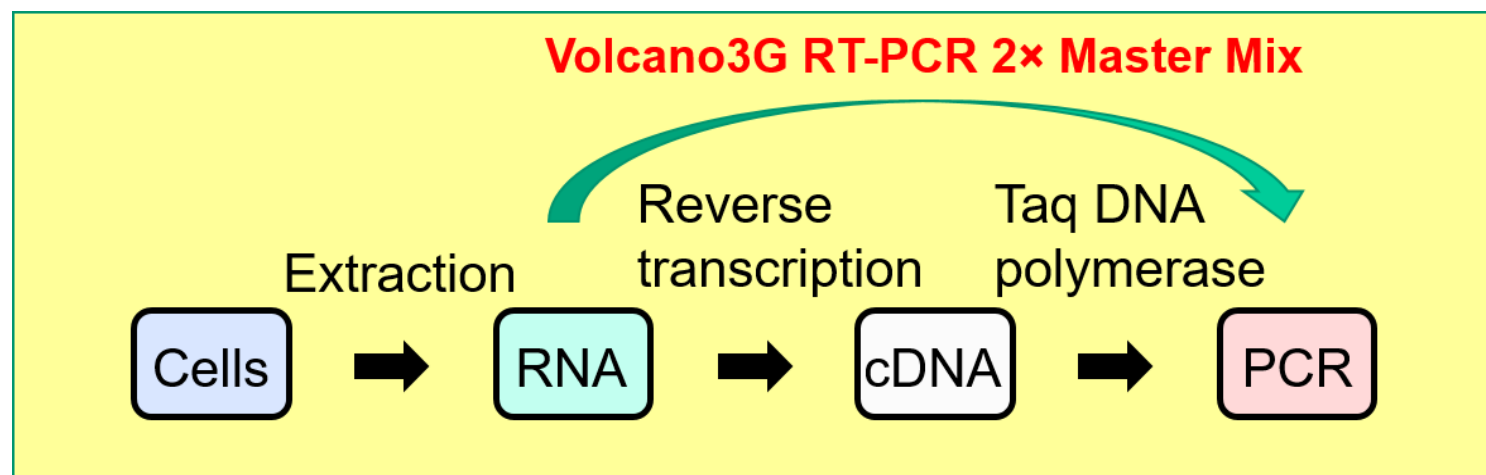 Volcano3G RT-PCR 2× Master Mix
Reverse
transcription
Taq DNA
polymerase
Extraction
Cells
RNA
cDNA
PCR